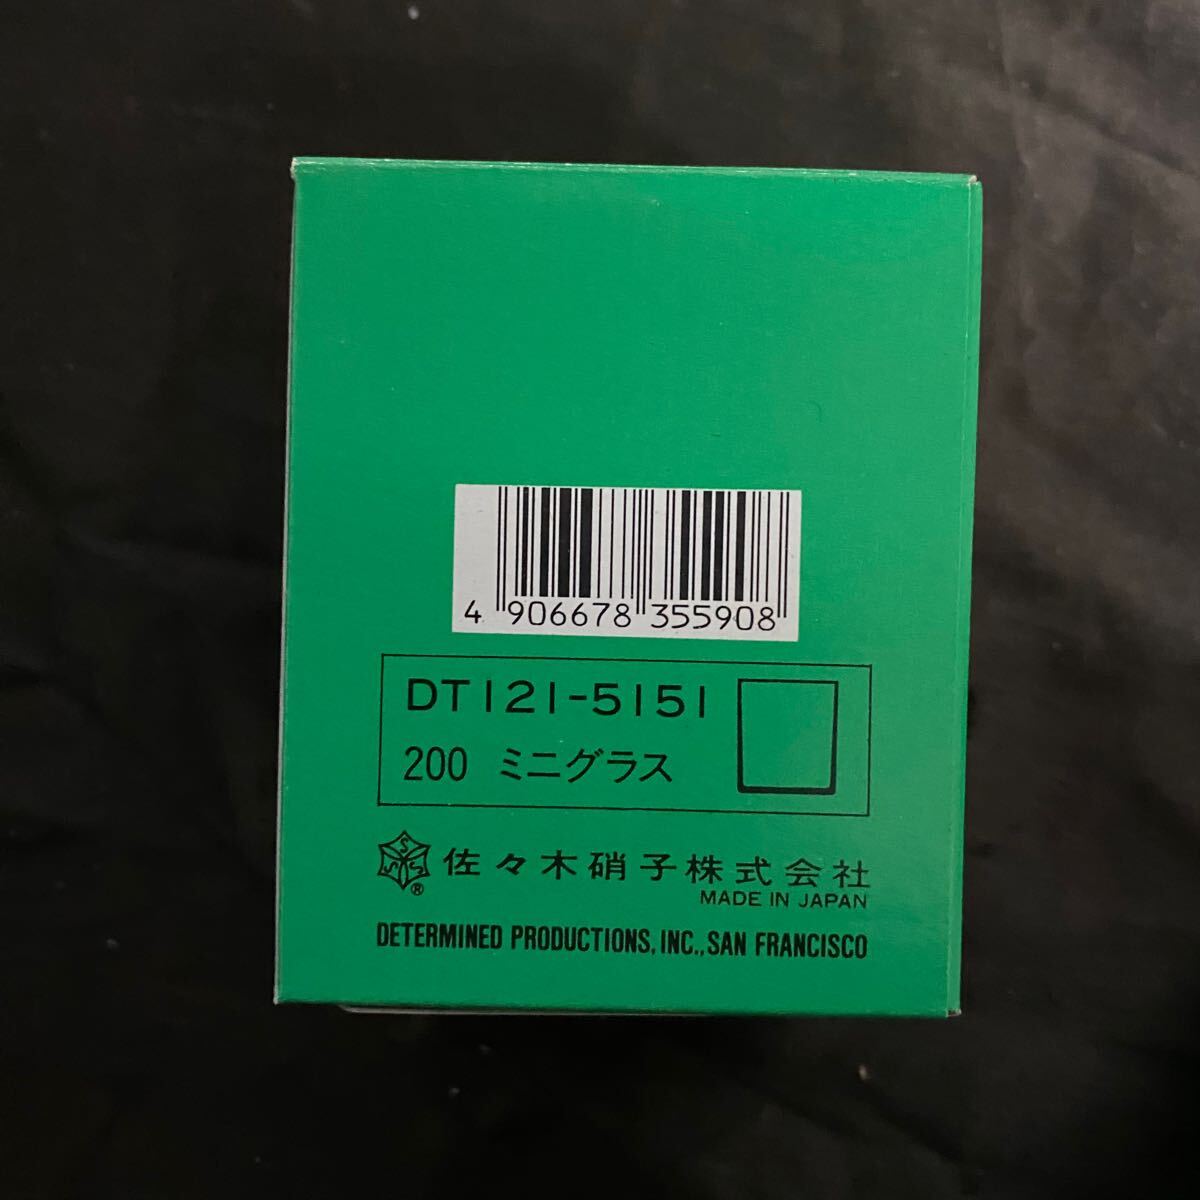 4 906678 355908
DT121-5151
200 ミニグラス
SSS ® 佐々木硝子株式会社
MADE IN JAPAN
DETERMINED PRODUCTIONS, INC., SAN FRANCISCO